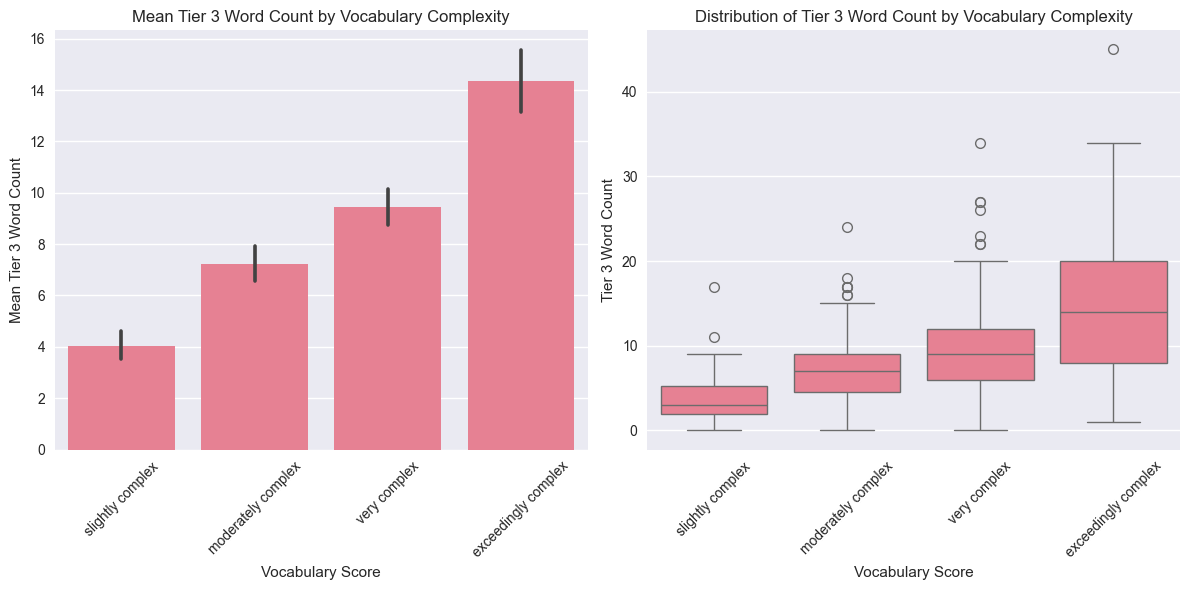 Mean Tier 3 Word Count by Vocabulary Complexity
Mean Tier 3 Word Count
16
14
12
10
8
6
4
2
0
slightly complex
moderately complex
very complex
exceedingly complex
Vocabulary Score
Distribution of Tier 3 Word Count by Vocabulary Complexity
Tier 3 Word Count
40
30
20
10
0
slightly complex
moderately complex
very complex
exceedingly complex
Vocabulary Score